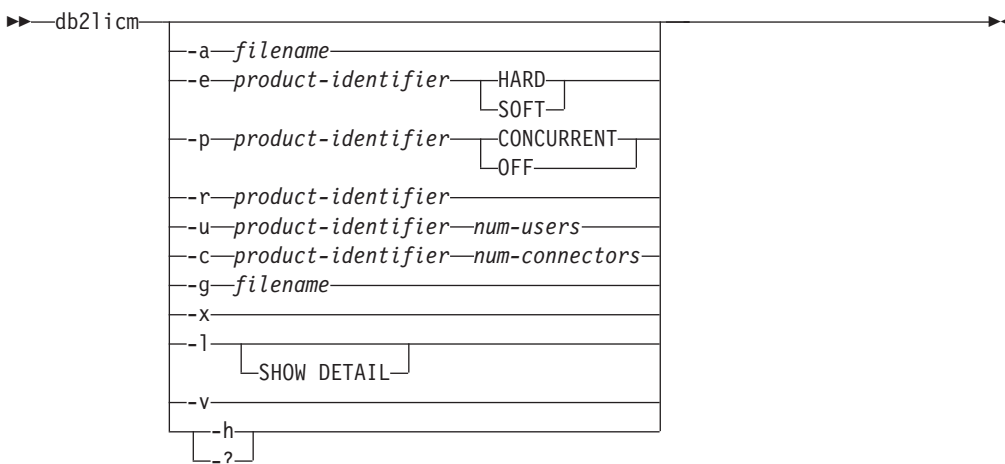 db2licm
-a filename
-e product-identifier HARD
SOFT
-p product-identifier CONCURRENT
OFF
-r product-identifier
-u product-identifier num-users
-c product-identifier num-connectors
-g filename
-x
-l
SHOW DETAIL
-v
-h
-?